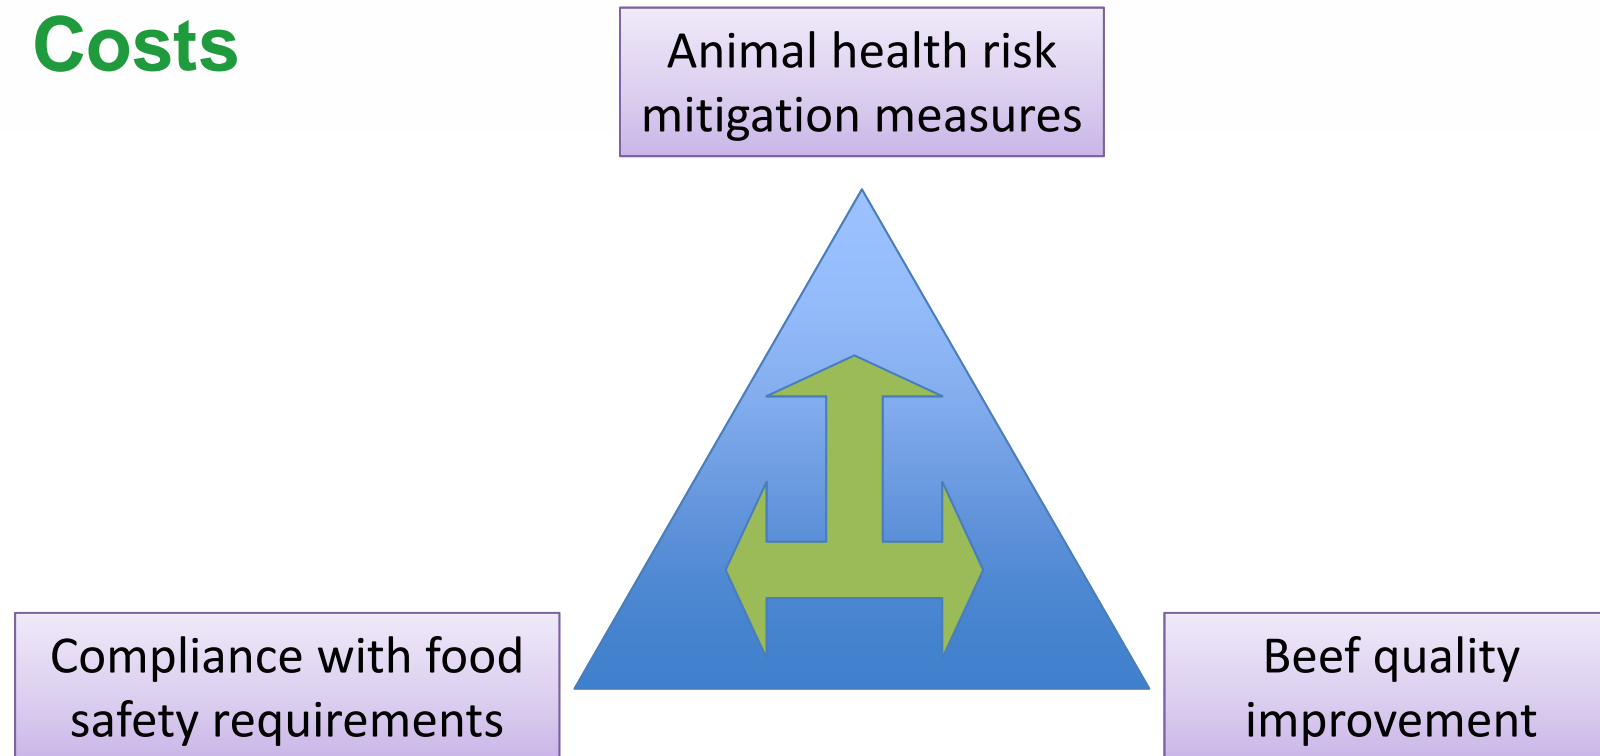 Costs
Animal health risk
mitigation measures
Compliance with food
safety requirements
Beef quality
improvement